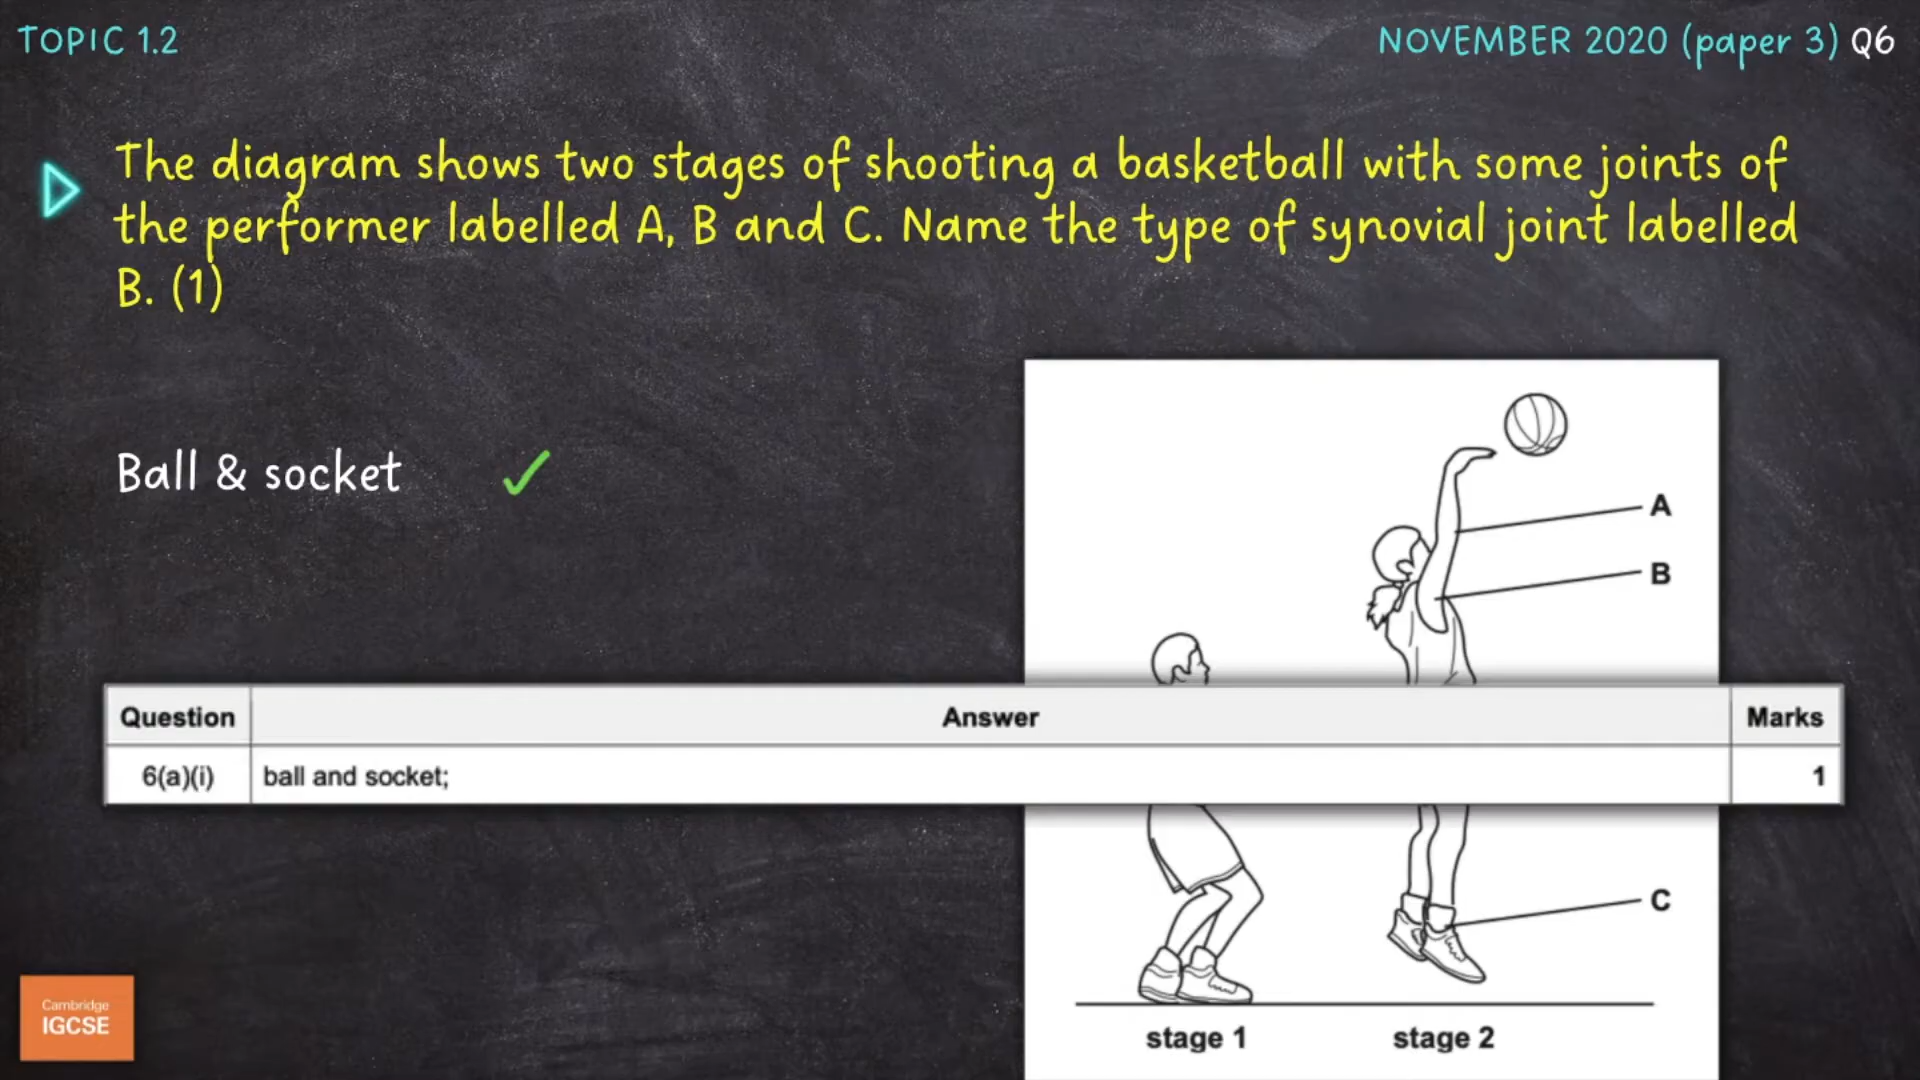 TOPIC 1.2
NOVEMBER 2020 (paper 3) Q6
The diagram shows two stages of shooting a basketball with some joints of
the performer labelled A, B and C. Name the type of synovial joint labelled
B. (1)
Ball & socket
A
B
Question Answer Marks
6(a)(i) ball and socket; 1
C
Cambridge
IGCSE
stage 1 stage 2